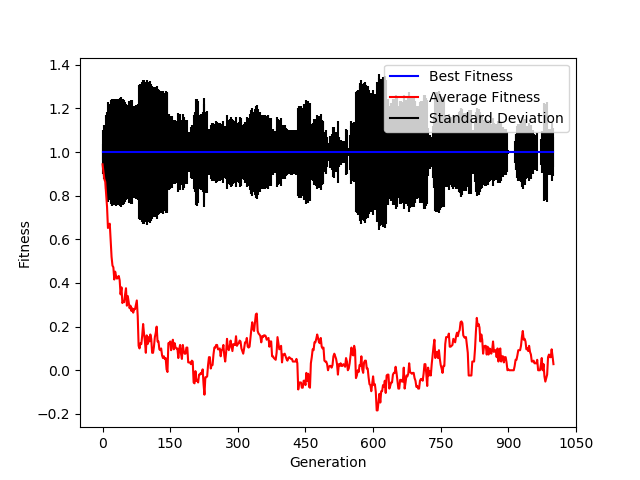 1.4
1.2
1.0
0.8
0.6
0.4
0.2
0.0
−0.2
Fitness
Best Fitness
Average Fitness
Standard Deviation
0 150 300 450 600 750 900 1050
Generation